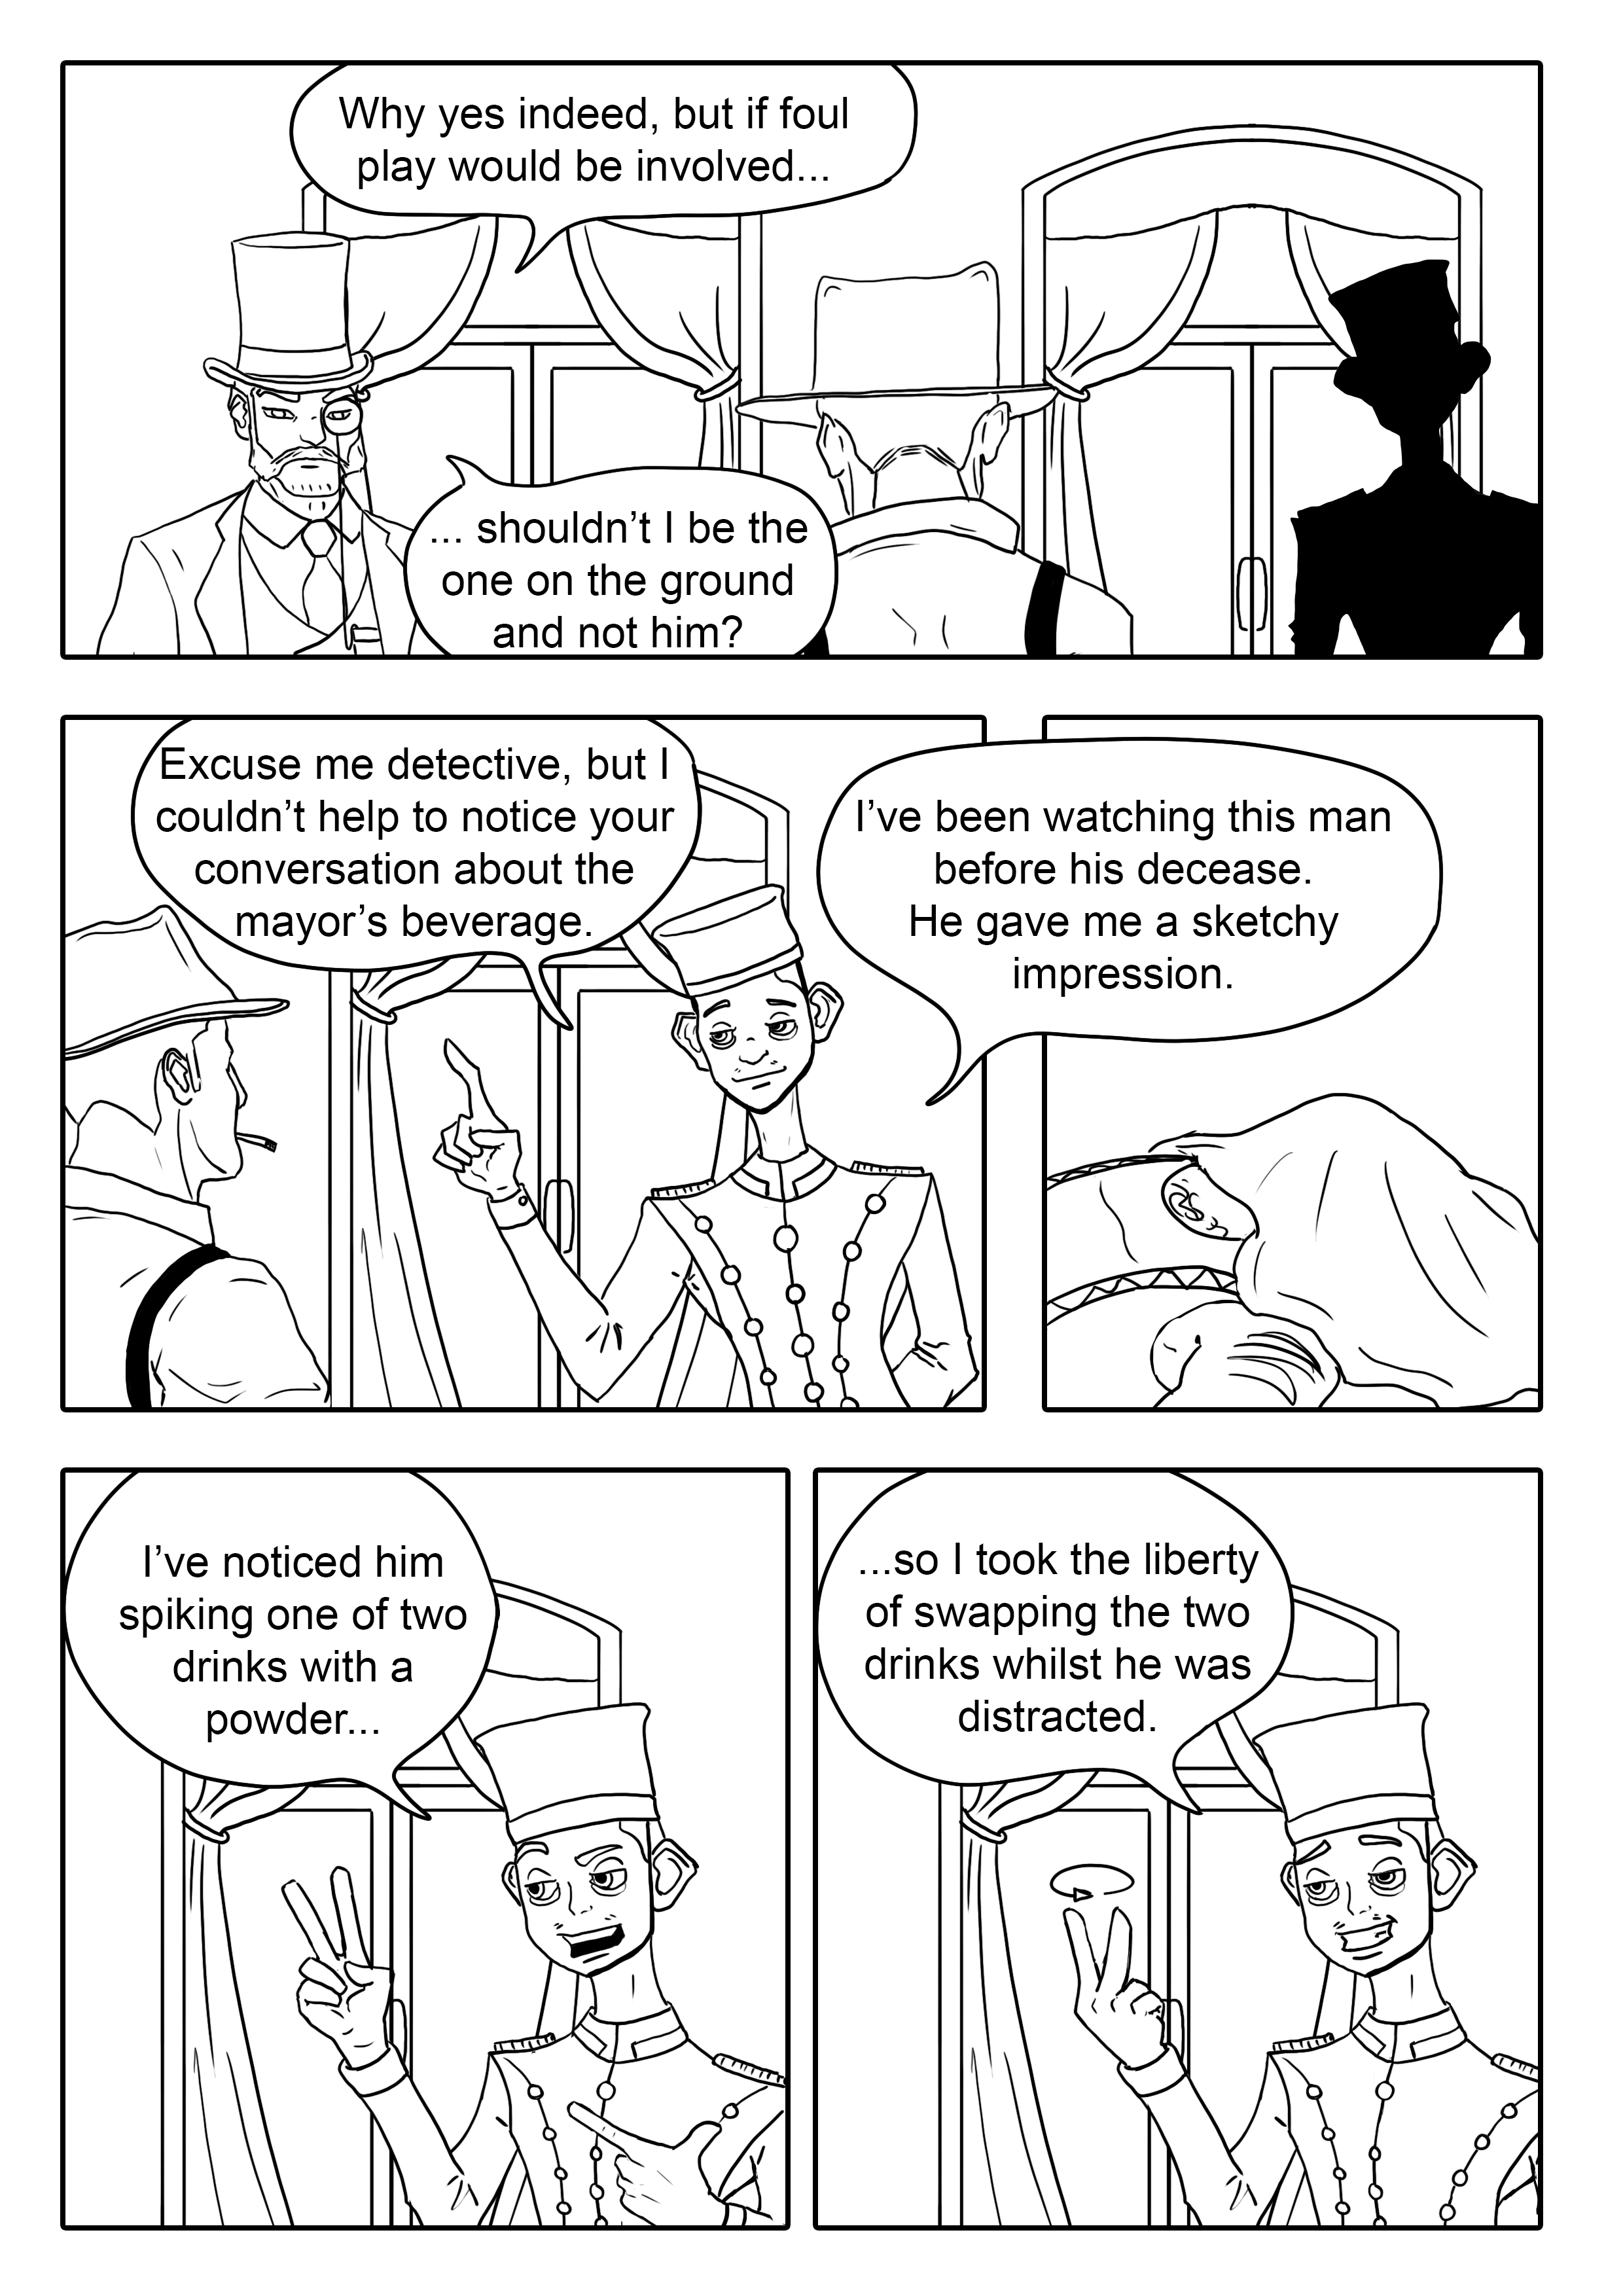 Why yes indeed, but if foul
play would be involved...
... shouldn’t I be the
one on the ground
and not him?
Excuse me detective, but I
couldn’t help to notice your
conversation about the
mayor’s beverage.
I’ve been watching this man
before his decease.
He gave me a sketchy
impression.
I’ve noticed him
spiking one of two
drinks with a
powder...
...so I took the liberty
of swapping the two
drinks whilst he was
distracted.